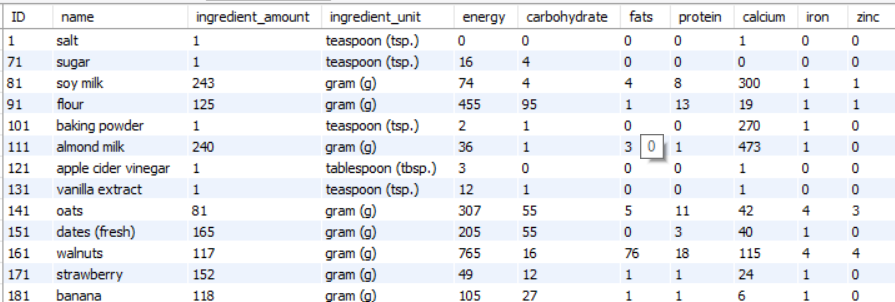 ID name ingredient_amount ingredient_unit energy carbohydrate fats protein calcium iron zinc
1 salt 1 teaspoon (tsp.) 0 0 0 0 1 0 0
71 sugar 1 teaspoon (tsp.) 16 4 0 0 0 0 0
81 soy milk 243 gram (g) 74 4 4 8 300 1 1
91 flour 125 gram (g) 455 95 1 13 19 1 1
101 baking powder 1 teaspoon (tsp.) 2 1 0 0 270 1 0
111 almond milk 240 gram (g) 36 1 3 0 1 473 1 0
121 apple cider vinegar 1 tablespoon (tbsp.) 3 0 0 0 1 0 0
131 vanilla extract 1 teaspoon (tsp.) 12 1 0 0 1 0 0
141 oats 81 gram (g) 307 55 5 11 42 4 3
151 dates (fresh) 165 gram (g) 205 55 0 3 40 1 0
161 walnuts 117 gram (g) 765 16 76 18 115 4 4
171 strawberry 152 gram (g) 49 12 1 1 24 1 0
181 banana 118 gram (g) 105 27 1 1 6 1 0